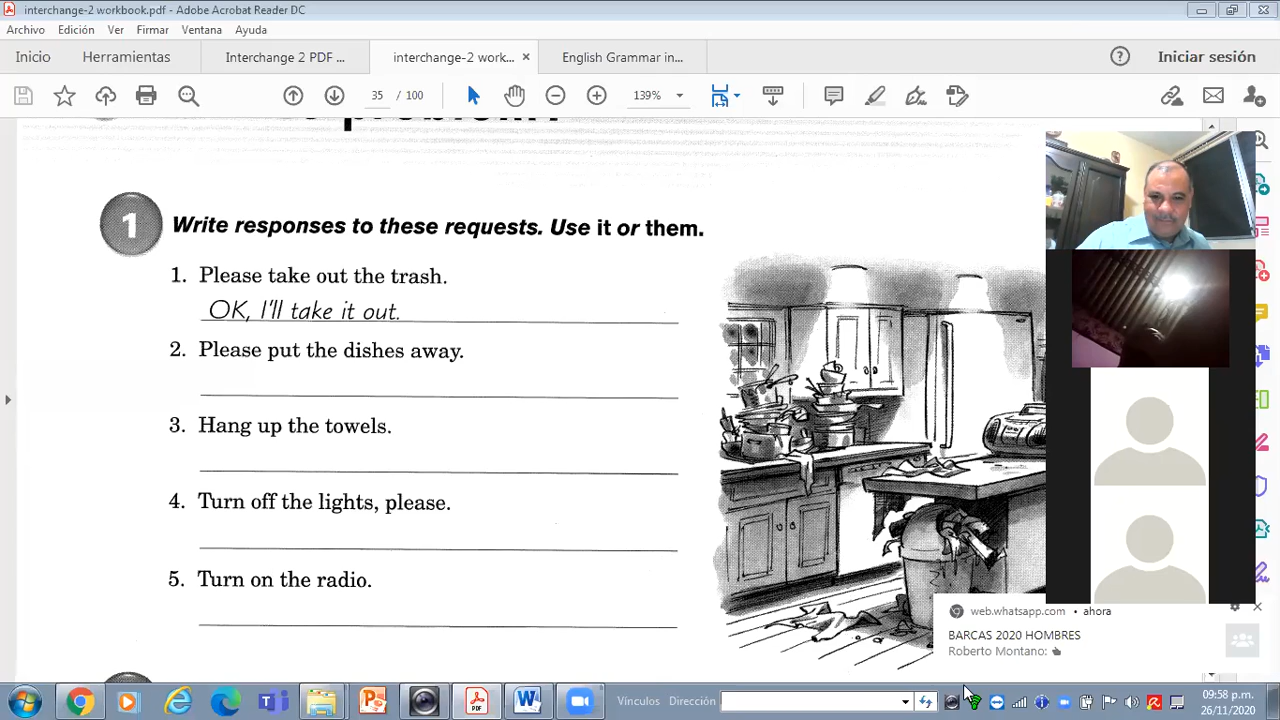 interchange-2 workbook.pdf - Adobe Acrobat Reader DC
Archivo Edición Ver Firmar Ventana Ayuda
Inicio Herramientas Interchange 2 PDF ... interchange-2 work... × English Grammar in... Iniciar sesión
35 / 100 139%
1 Write responses to these requests. Use it or them.
1. Please take out the trash.
OK, I'll take it out.
2. Please put the dishes away.
3. Hang up the towels.
4. Turn off the lights, please.
5. Turn on the radio.
web.whatsapp.com • ahora
BARCAS 2020 HOMBRES
Roberto Montano:
Vínculos Dirección
09:58 p.m.
26/11/2020